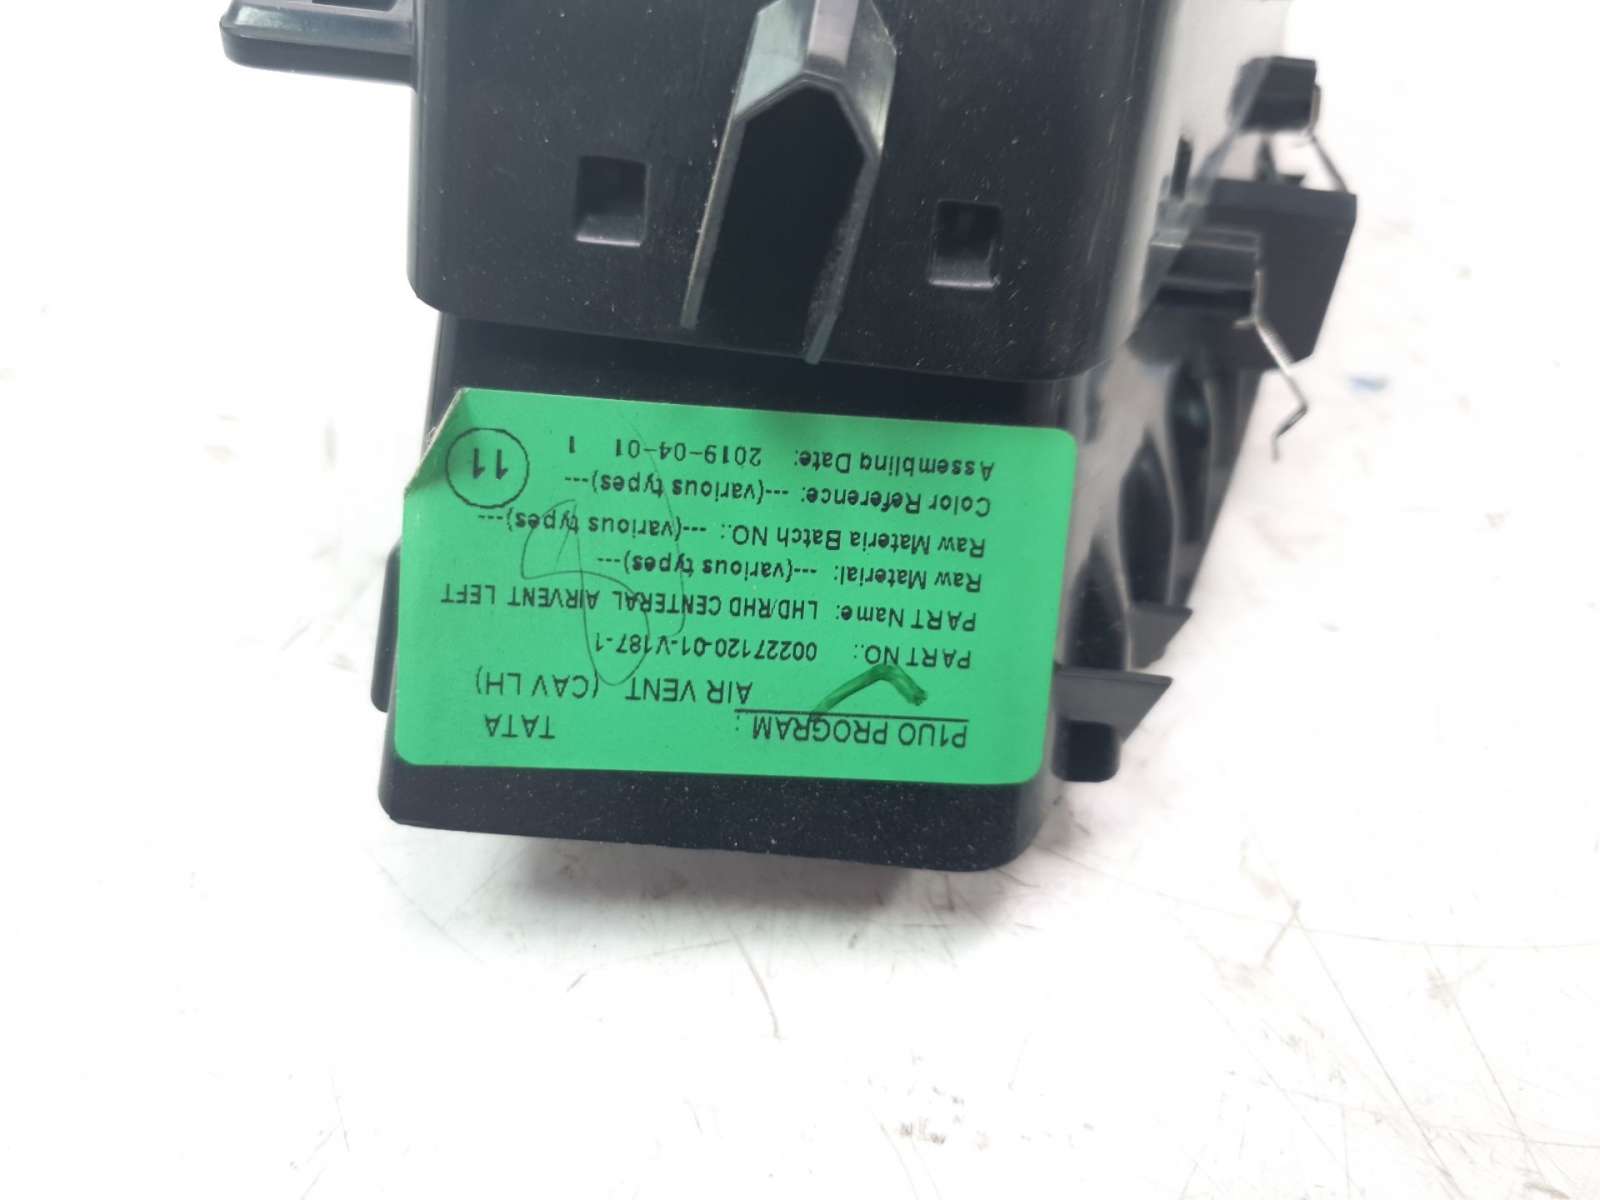 P1U0 PROGRAM: TATA
AIR VENT (CAV LH)
PART NO.: 00227120-01-V187-1
PART Name: LHD/RHD CENTERAL AIRVENT LEFT
Raw Material: ---(various types)---
Raw Materia Batch NO.: ---(various types)---
Color Reference: ---(various types)---
Assembling Date: 2019-04-01 1
11